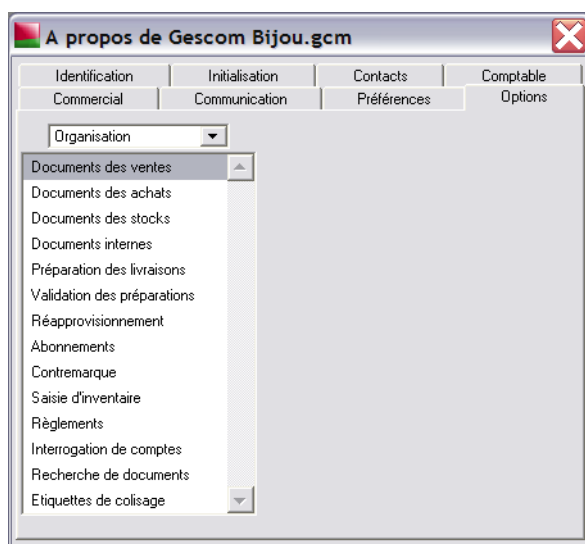 A propos de Gescom Bijou.gcm
Identification Initialisation Contacts Comptable
Commercial Communication Préférences Options
Organisation
Documents des ventes
Documents des achats
Documents des stocks
Documents internes
Préparation des livraisons
Validation des préparations
Réapprovisionnement
Abonnements
Contremarque
Saisie d'inventaire
Règlements
Interrogation de comptes
Recherche de documents
Etiquettes de colisage